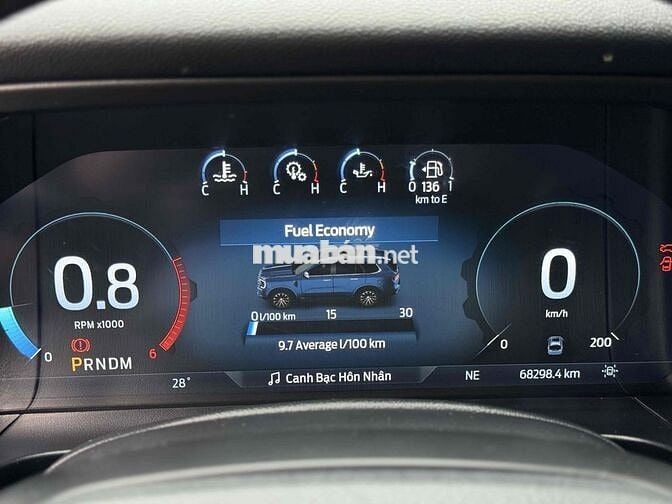 C H
C H
C H
0 136 1
km to E
Fuel Economy
muaban.net
0 l/100 km 15 30
9.7 Average l/100 km
0.8
RPM x1000
0 6
PRNDM
0
km/h
0 200
28°
Canh Bạc Hôn Nhân
NE
68298.4 km